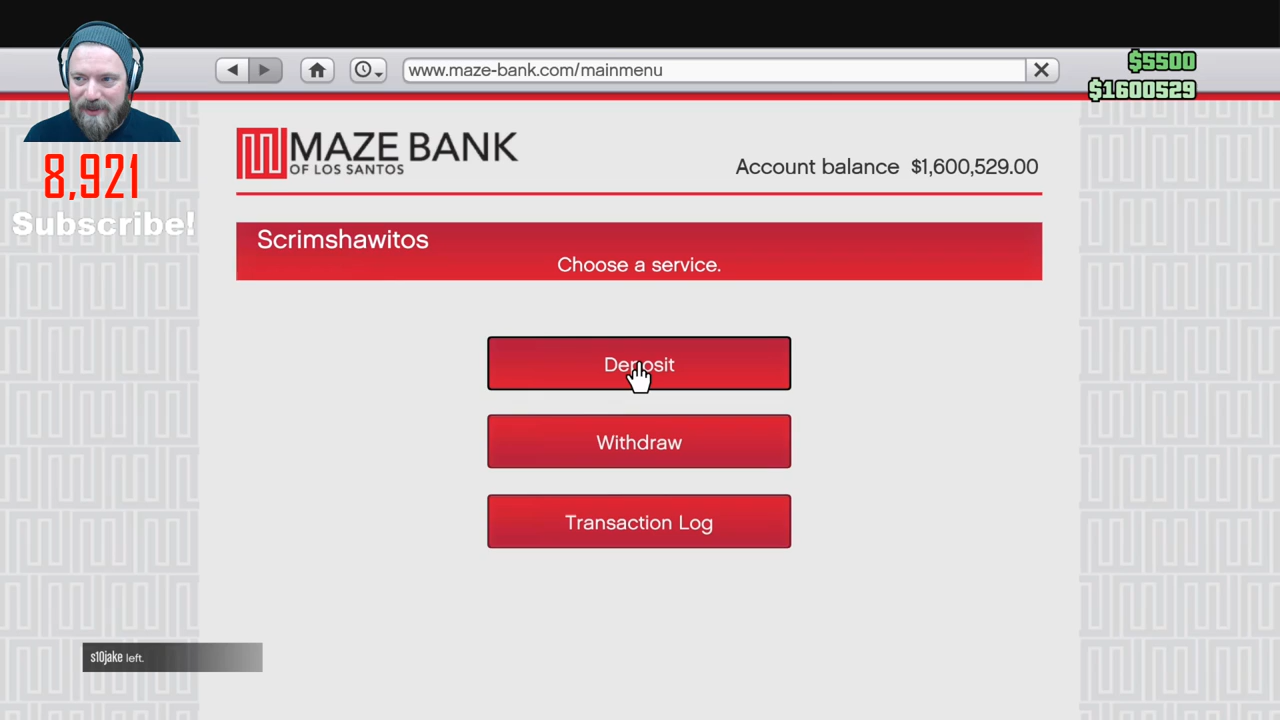 www.maze-bank.com/mainmenu
$5500
$1600529
MAZE BANK
OF LOS SANTOS
Account balance $1,600,529.00
8,921
Subscribe!
Scrimshawitos
Choose a service.
Deposit
Withdraw
Transaction Log
s10jake left.